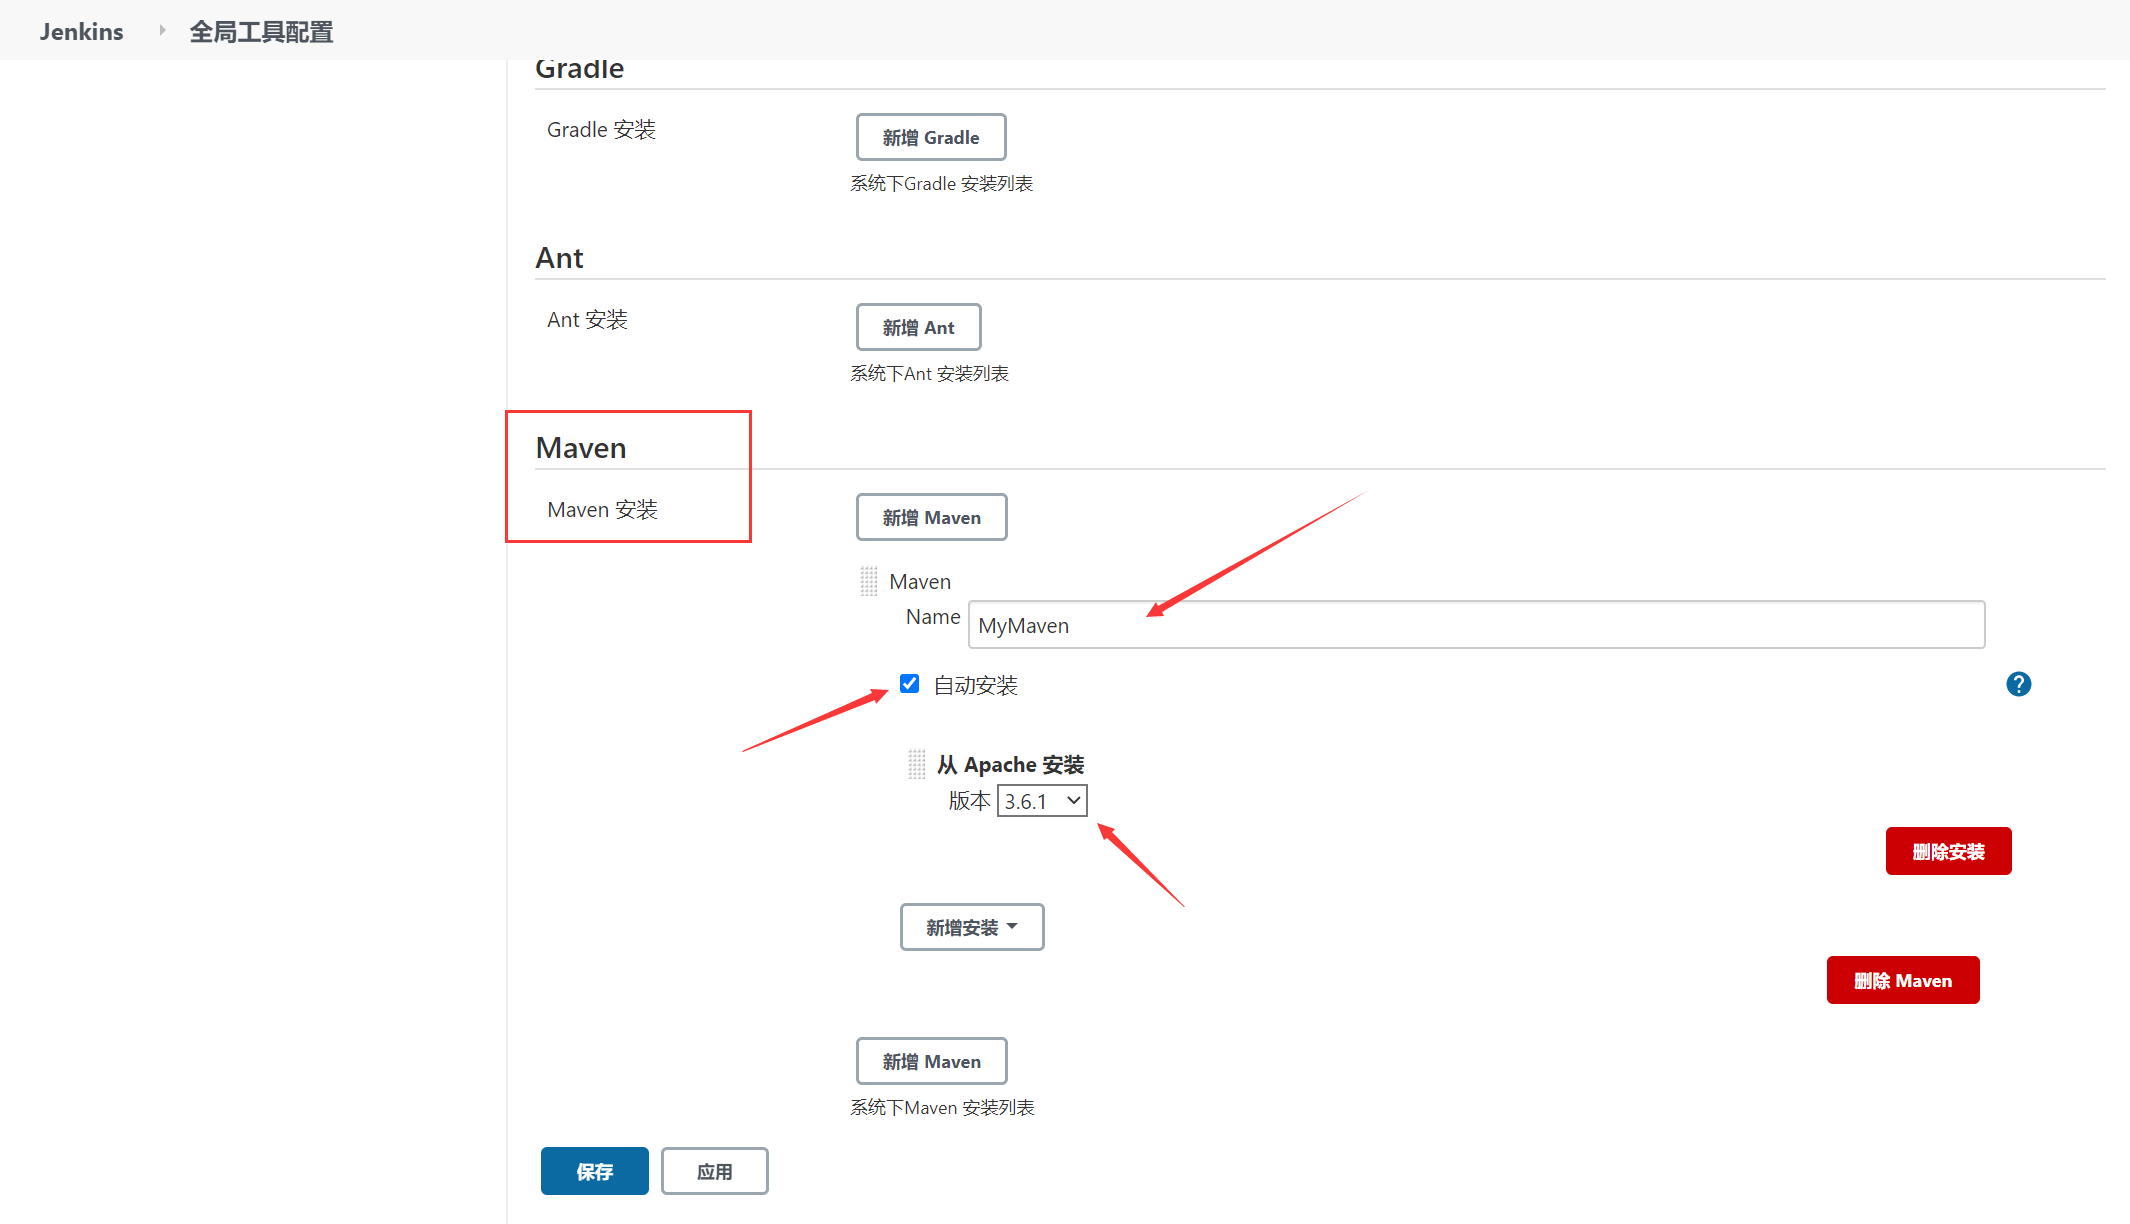 Jenkins 全局工具配置
Gradle
Gradle 安装
新增 Gradle
系统下Gradle 安装列表
Ant
Ant 安装
新增 Ant
系统下Ant 安装列表
Maven
Maven 安装
新增 Maven
Maven
Name MyMaven
自动安装
?
从 Apache 安装
版本 3.6.1
删除安装
新增安装
删除 Maven
新增 Maven
系统下Maven 安装列表
保存 应用